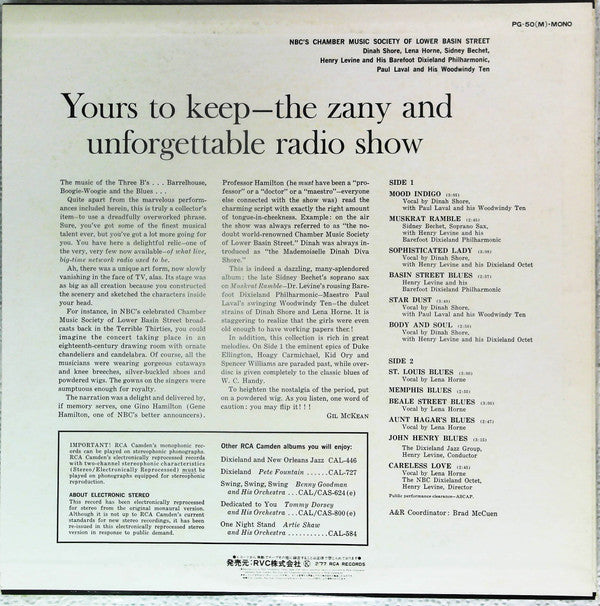 PG-50(M)-MONO
NBC'S CHAMBER MUSIC SOCIETY OF LOWER BASIN STREET
Dinah Shore, Lena Horne, Sidney Bechet,
Henry Levine and His Barefoot Dixieland Philharmonic,
Paul Laval and His Woodwindy Ten
Yours to keep—the zany and
unforgettable radio show
The music of the Three B's . . . Barrelhouse,
Boogie-Woogie and the Blues . . .
Quite apart from the marvelous perform-
ances included herein, this is truly a collector's
item—to use a dreadfully overworked phrase.
Sure, you've got some of the finest musical
talent ever, but you've got a lot more going for
you. You have here a delightful relic—one of
the very, very few now available—of what live,
big-time network radio used to be.
Ah, there was a unique art form, now slowly
vanishing in the face of TV, alas. Its stage was
as big as all creation because you constructed
the scenery and sketched the characters inside
your head.
For instance, in NBC's celebrated Chamber
Music Society of Lower Basin Street broad-
casts back in the Terrible Thirties, you could
imagine the concert taking place in an
eighteenth-century drawing room with ornate
chandeliers and candelabra. Of course, all the
musicians were wearing gorgeous cutaways
and knee breeches, silver-buckled shoes and
powdered wigs. The gowns on the singers were
sumptuous enough for royalty.
The narration was a delight and delivered by,
if memory serves, one Gino Hamilton (Gene
Hamilton, one of NBC's better announcers).
Professor Hamilton (he must have been a "pro-
fessor" or a "doctor" or a "maestro"—everyone
else connected with the show was) read the
charming script with exactly the right amount
of tongue-in-cheekness. Example: on the air
the show was always referred to as "the no-
doubt world-renowned Chamber Music Society
of Lower Basin Street." Dinah was always in-
troduced as "the Mademoiselle Dinah Diva
Shore."
This is indeed a dazzling, many-splendored
album: the late Sidney Bechet's soprano sax
on Muskrat Ramble—Dr. Levine's rousing Bare-
foot Dixieland Philharmonic—Maestro Paul
Laval's swinging Woodwindy Ten—the dulcet
strains of Dinah Shore and Lena Horne. It is
staggering to realize that the girls were even
old enough to have working papers then!
In addition, this collection is rich in great
melodies. On Side 1 the eminent epics of Duke
Ellington, Hoagy Carmichael, Kid Ory and
Spencer Williams are paraded past, while over-
disc is given completely to the classic blues of
W. C. Handy.
To heighten the nostalgia of the period, put
on a powdered wig. As you listen, one word of
caution: you may flip it!!!
GIL MCKEAN
SIDE 1
MOOD INDIGO
Vocal by Dinah Shore,
with Paul Laval and his Woodwindy Ten
MUSKRAT RAMBLE
Sidney Bechet, Soprano Sax,
with Henry Levine and his
Barefoot Dixieland Philharmonic
SOPHISTICATED LADY
Vocal by Dinah Shore,
with Henry Levine and his Dixieland Octet
BASIN STREET BLUES
Henry Levine and his
Barefoot Dixieland Philharmonic
STAR DUST
Vocal by Dinah Shore,
with Paul Laval and his Woodwindy Ten
BODY AND SOUL
Vocal by Dinah Shore,
with Henry Levine and his Dixieland Octet
SIDE 2
ST. LOUIS BLUES
Vocal by Lena Horne
MEMPHIS BLUES
BEALE STREET BLUES
Vocal by Lena Horne
AUNT HAGAR'S BLUES
Vocal by Lena Horne
JOHN HENRY BLUES
The Dixieland Jazz Group,
Henry Levine, Conductor
CARELESS LOVE
Vocal by Lena Horne
The NBC Dixieland Octet,
Henry Levine, Director
Public performance clearance—ASCAP.
A&R Coordinator: Brad McCuen
IMPORTANT! RCA Camden's monophonic rec-
ords can be played on stereophonic phonographs.
RCA Camden's stereophonic records and records
with two-channel stereophonic characteristics
(Stereo/Electronically Reprocessed) must be
played on phonographs equipped for stereophonic
reproduction.
ABOUT ELECTRONIC STEREO
This record has been electronically reprocessed
for stereo from the original monaural version.
Although it is not up to RCA Camden's current
standards for new stereo recordings, it has been
re-issued in this electronically reprocessed stereo
version in response to public demand.
Other RCA Camden albums you will enjoy:
Dixieland and New Orleans Jazz CAL-446
Dixieland Pete Fountain ......CAL-727
Swing, Swing, Swing Benny Goodman
and His Orchestra ...CAL/CAS-624(e)
Dedicated to You Tommy Dorsey
and His Orchestra ...CAL/CAS-800(e)
One Night Stand Artie Shaw
and His Orchestra ............CAL-584
発売元:RVC株式会社 Ⓚ 2'77 RCA RECORDS